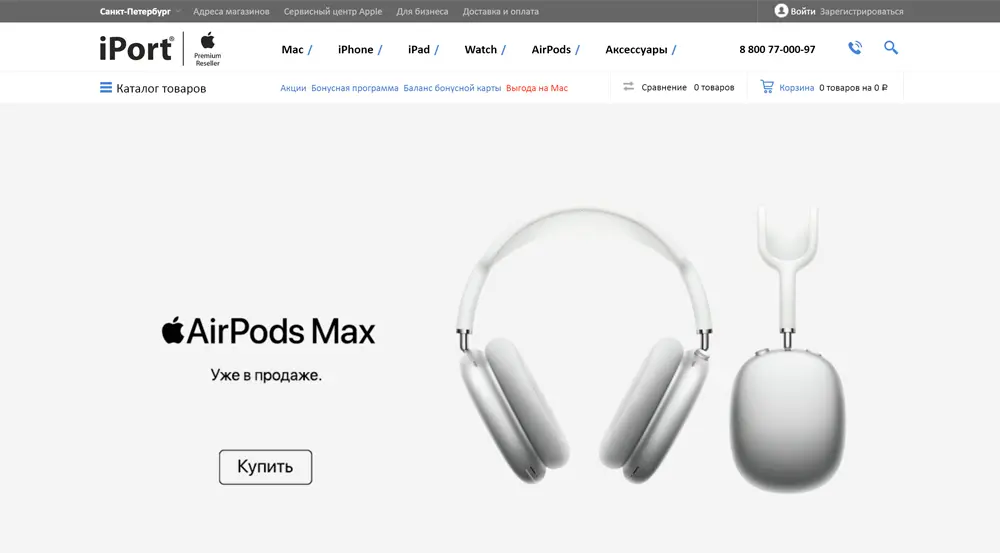 Санкт-Петербург Адреса магазинов Сервисный центр Apple Для бизнеса Доставка и оплата Войти Зарегистрироваться
iPort® Premium Reseller Mac / iPhone / iPad / Watch / AirPods / Аксессуары / 8 800 77-000-97
Каталог товаров Акции Бонусная программа Баланс бонусной карты Выгода на Mac Сравнение 0 товаров Корзина 0 товаров на 0 ₽
AirPods Max
Уже в продаже.
Купить